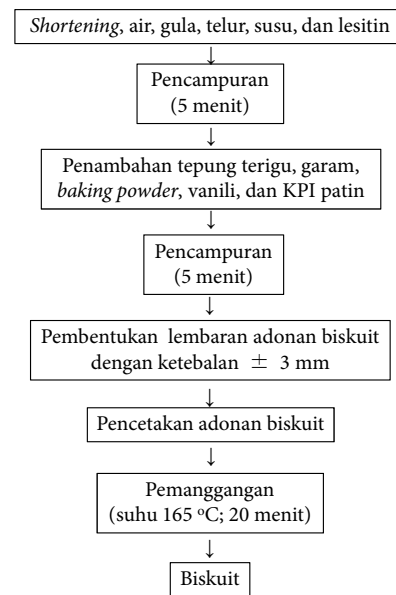 Shortening, air, gula, telur, susu, dan lesitin
↓
Pencampuran
(5 menit)
↓
Penambahan tepung terigu, garam,
baking powder, vanili, dan KPI patin
↓
Pencampuran
(5 menit)
↓
Pembentukan lembaran adonan biskuit
dengan ketebalan ± 3 mm
↓
Pencetakan adonan biskuit
↓
Pemanggangan
(suhu 165 ºC; 20 menit)
↓
Biskuit